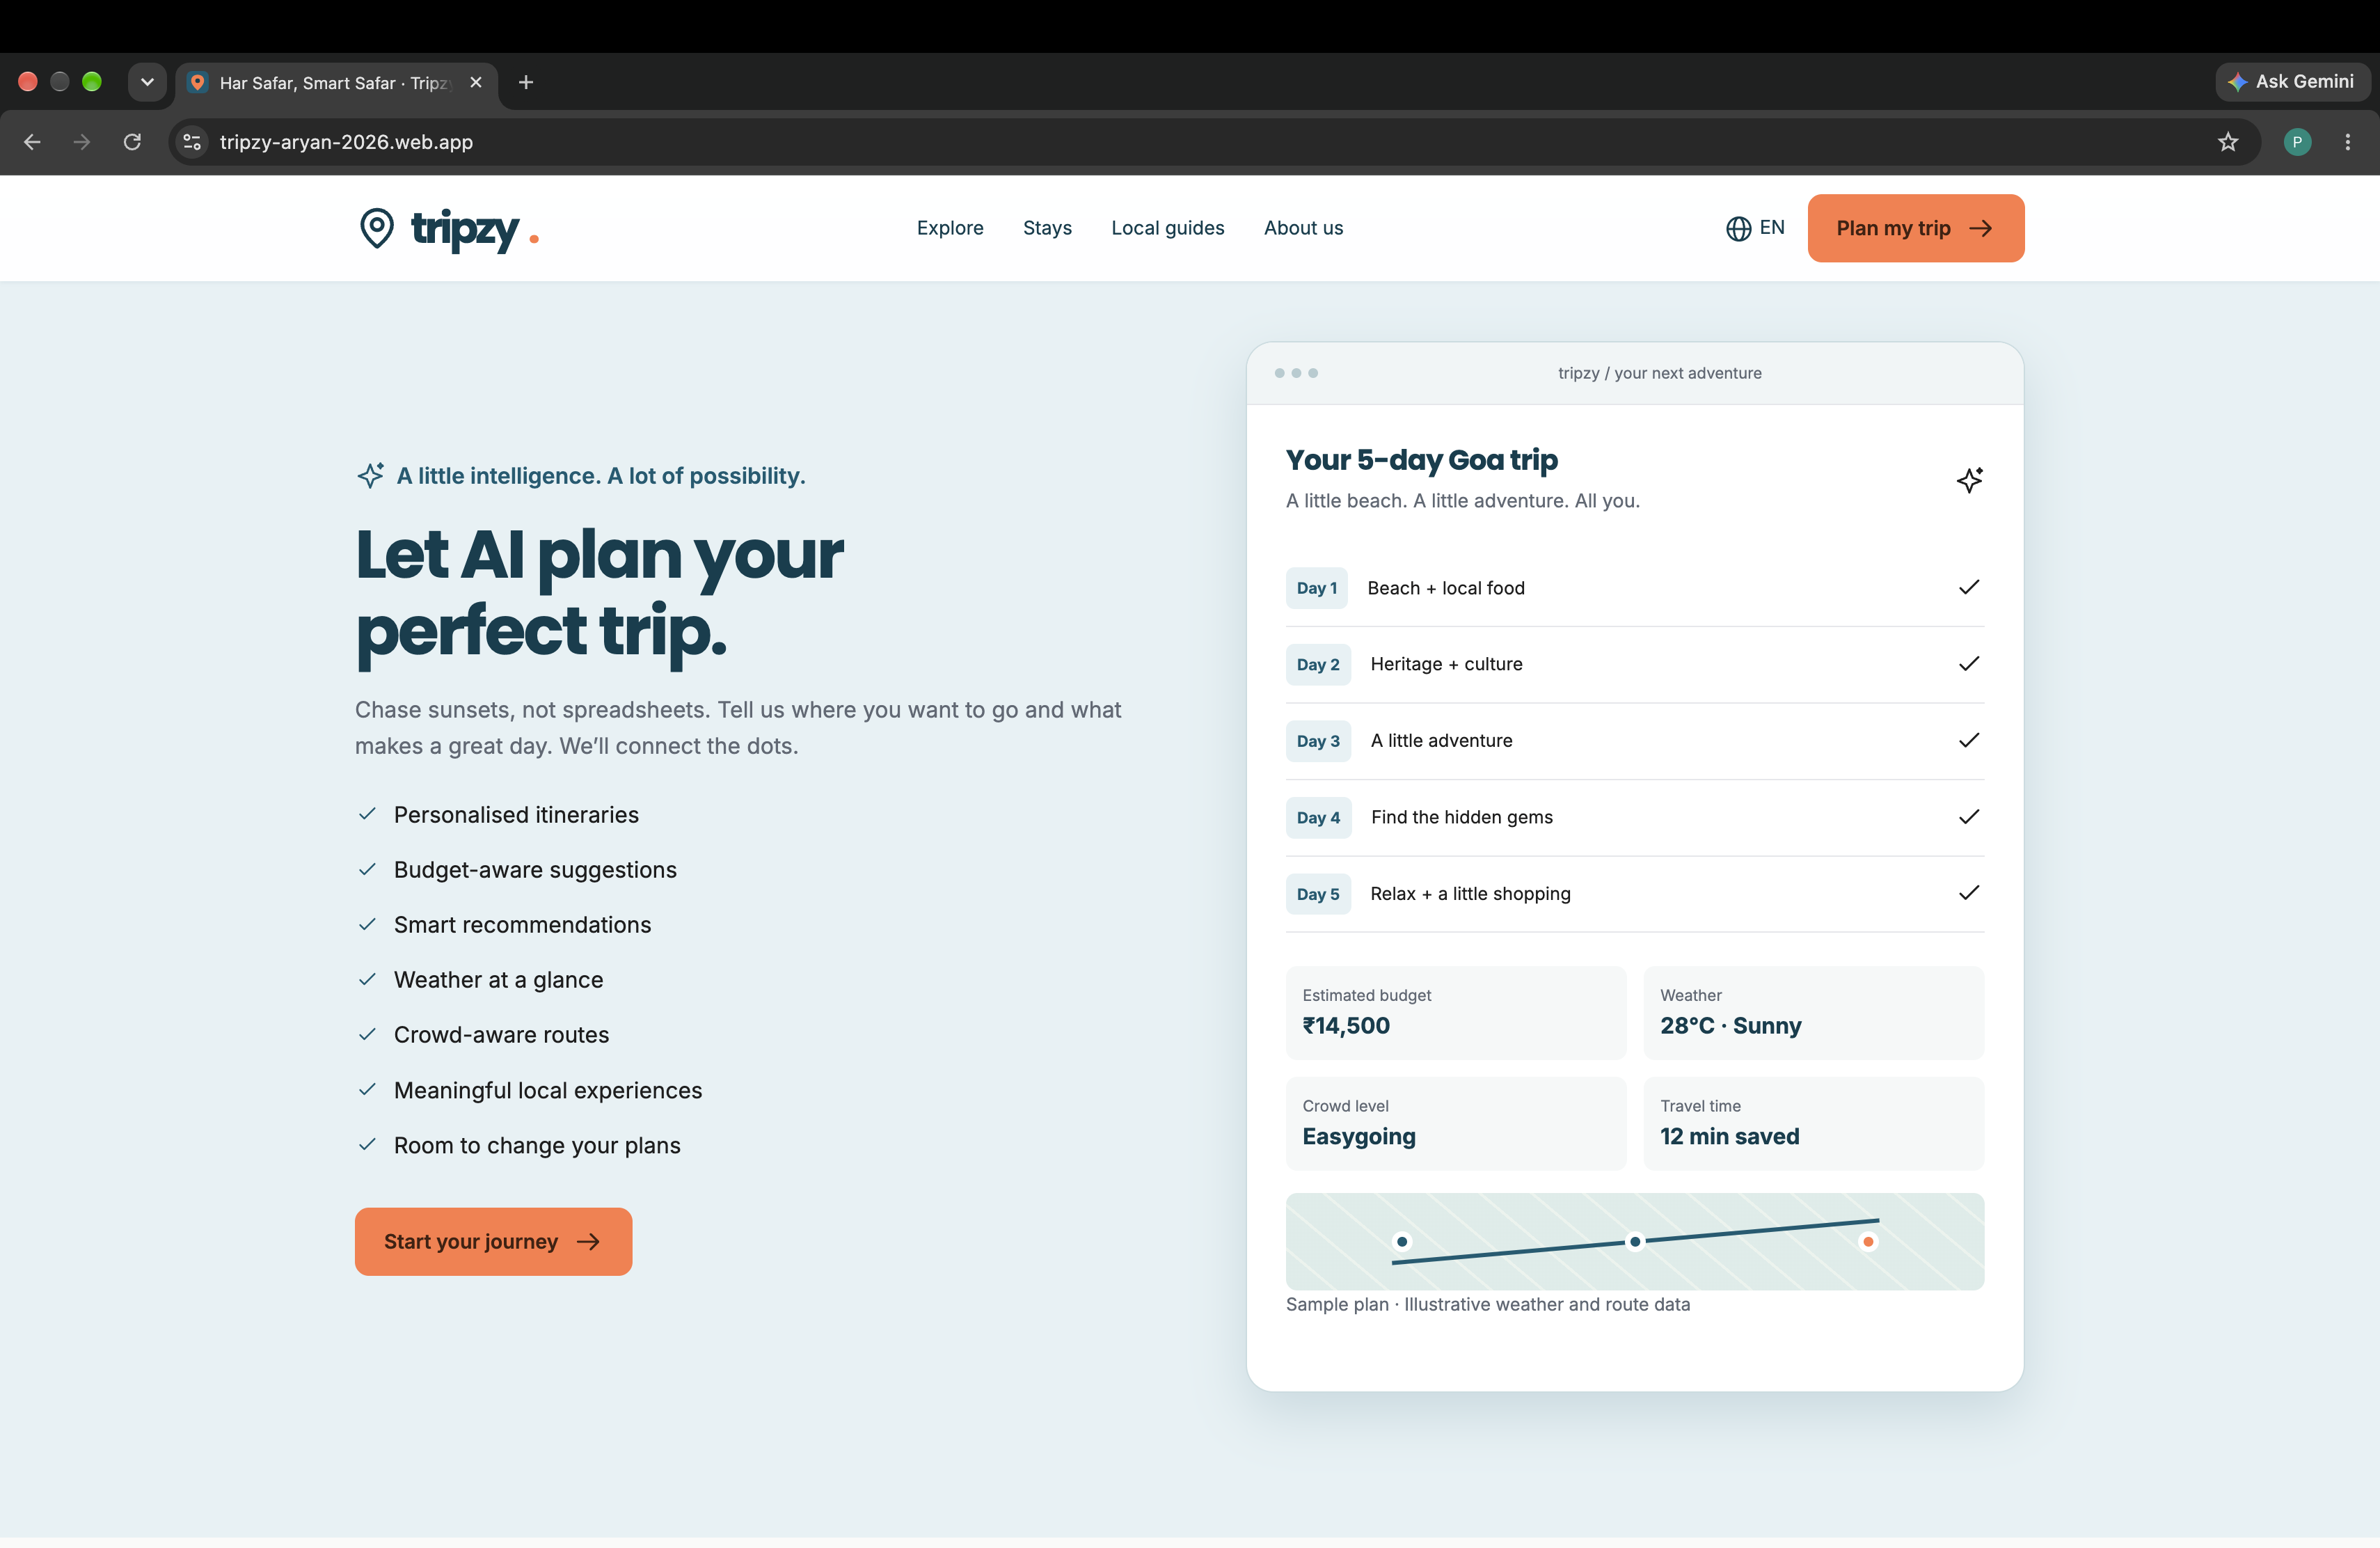 Har Safar, Smart Safar · Tripzy
Ask Gemini
tripzy-aryan-2026.web.app
P
tripzy.
Explore
Stays
Local guides
About us
EN
Plan my trip
A little intelligence. A lot of possibility.
Let AI plan your
perfect trip.
Chase sunsets, not spreadsheets. Tell us where you want to go and what
makes a great day. We’ll connect the dots.
Personalised itineraries
Budget-aware suggestions
Smart recommendations
Weather at a glance
Crowd-aware routes
Meaningful local experiences
Room to change your plans
Start your journey
tripzy / your next adventure
Your 5-day Goa trip
A little beach. A little adventure. All you.
Day 1 Beach + local food
Day 2 Heritage + culture
Day 3 A little adventure
Day 4 Find the hidden gems
Day 5 Relax + a little shopping
Estimated budget
₹14,500
Weather
28°C · Sunny
Crowd level
Easygoing
Travel time
12 min saved
Sample plan · Illustrative weather and route data